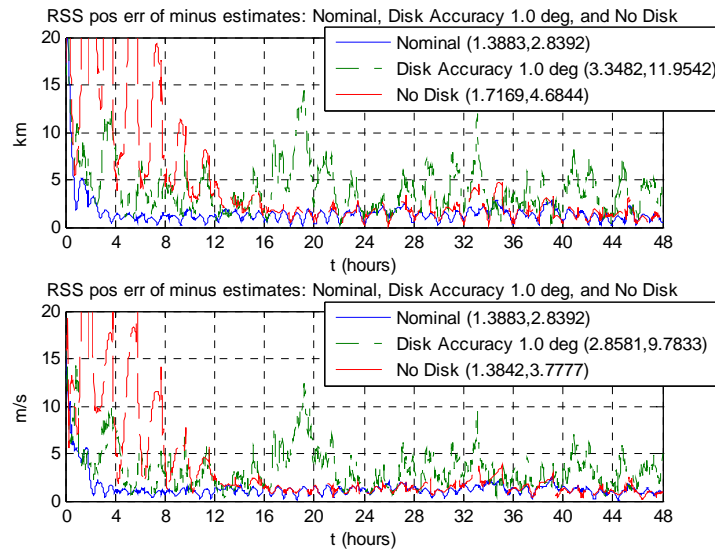 RSS pos err of minus estimates: Nominal, Disk Accuracy 1.0 deg, and No Disk
20
15
10
5
0
km
Nominal (1.3883,2.8392)
Disk Accuracy 1.0 deg (3.3482,11.9542)
No Disk (1.7169,4.6844)
0 4 8 12 16 20 24 28 32 36 40 44 48
t (hours)
RSS pos err of minus estimates: Nominal, Disk Accuracy 1.0 deg, and No Disk
20
15
10
5
0
m/s
Nominal (1.3883,2.8392)
Disk Accuracy 1.0 deg (2.8581,9.7833)
No Disk (1.3842,3.7777)
0 4 8 12 16 20 24 28 32 36 40 44 48
t (hours)